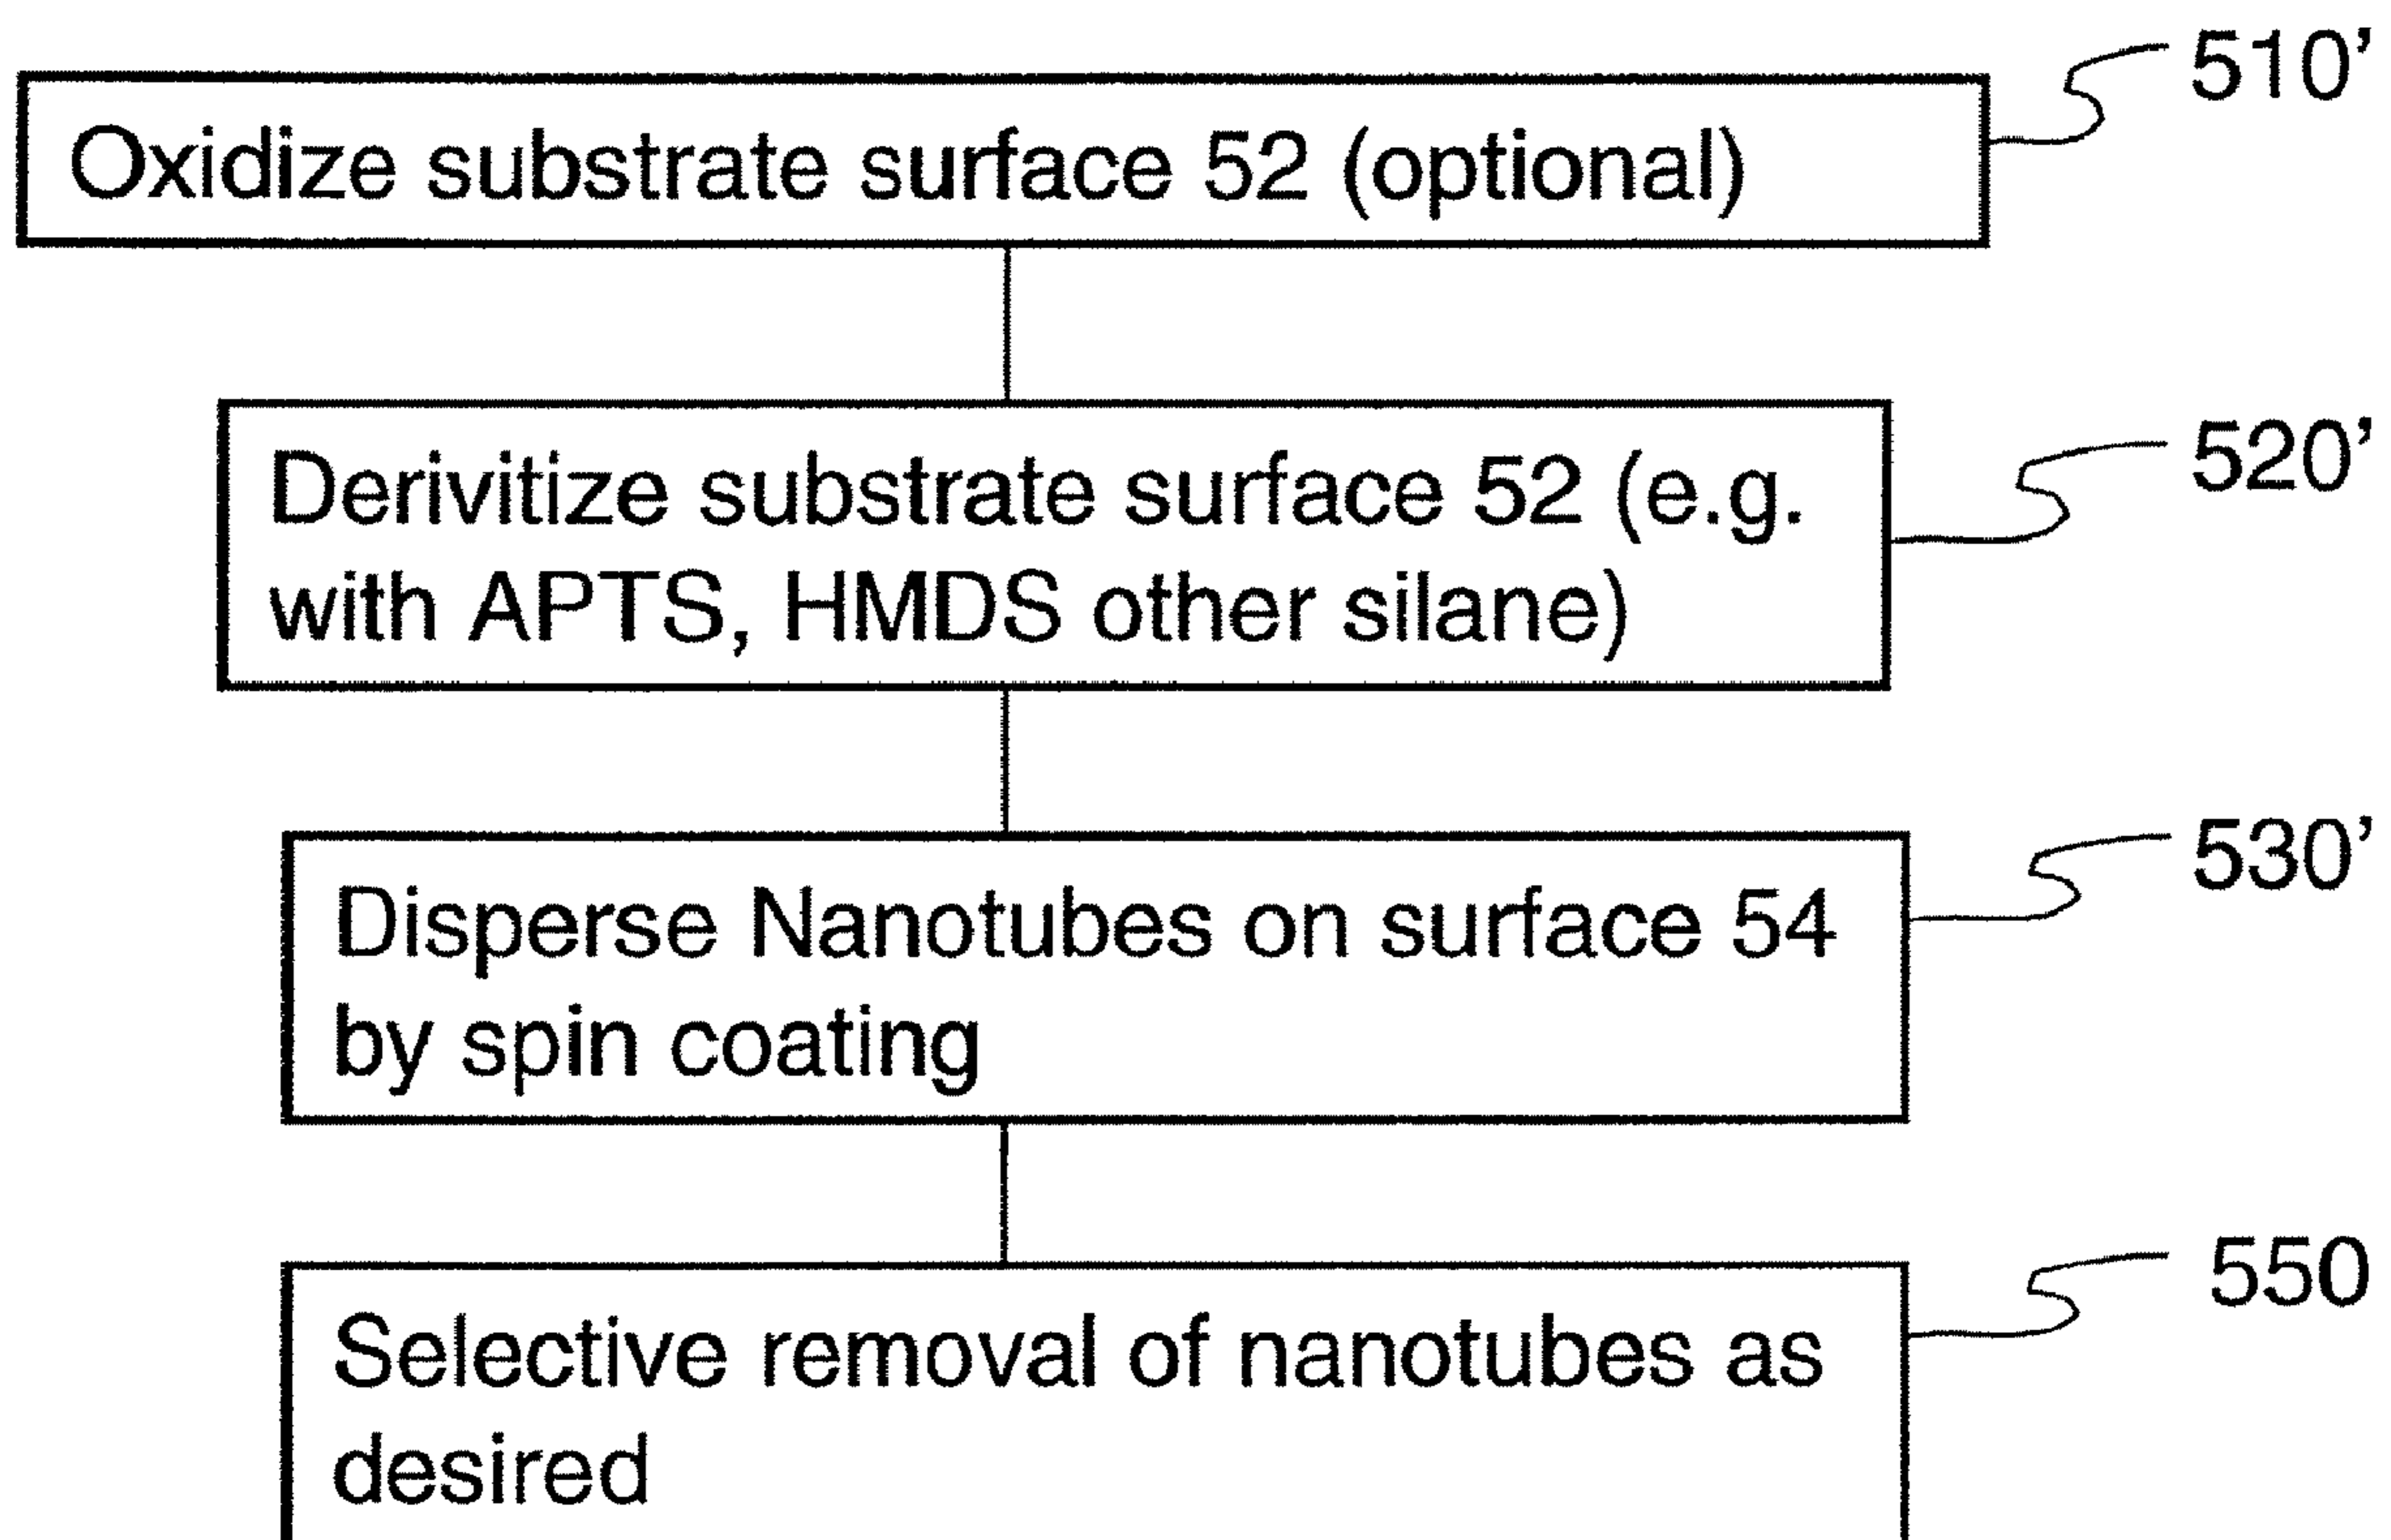 510’
Oxidize substrate surface 52 (optional)
520’
Derivitize substrate surface 52 (e.g.
with APTS, HMDS other silane)
530’
Disperse Nanotubes on surface 54
by spin coating
550
Selective removal of nanotubes as
desired